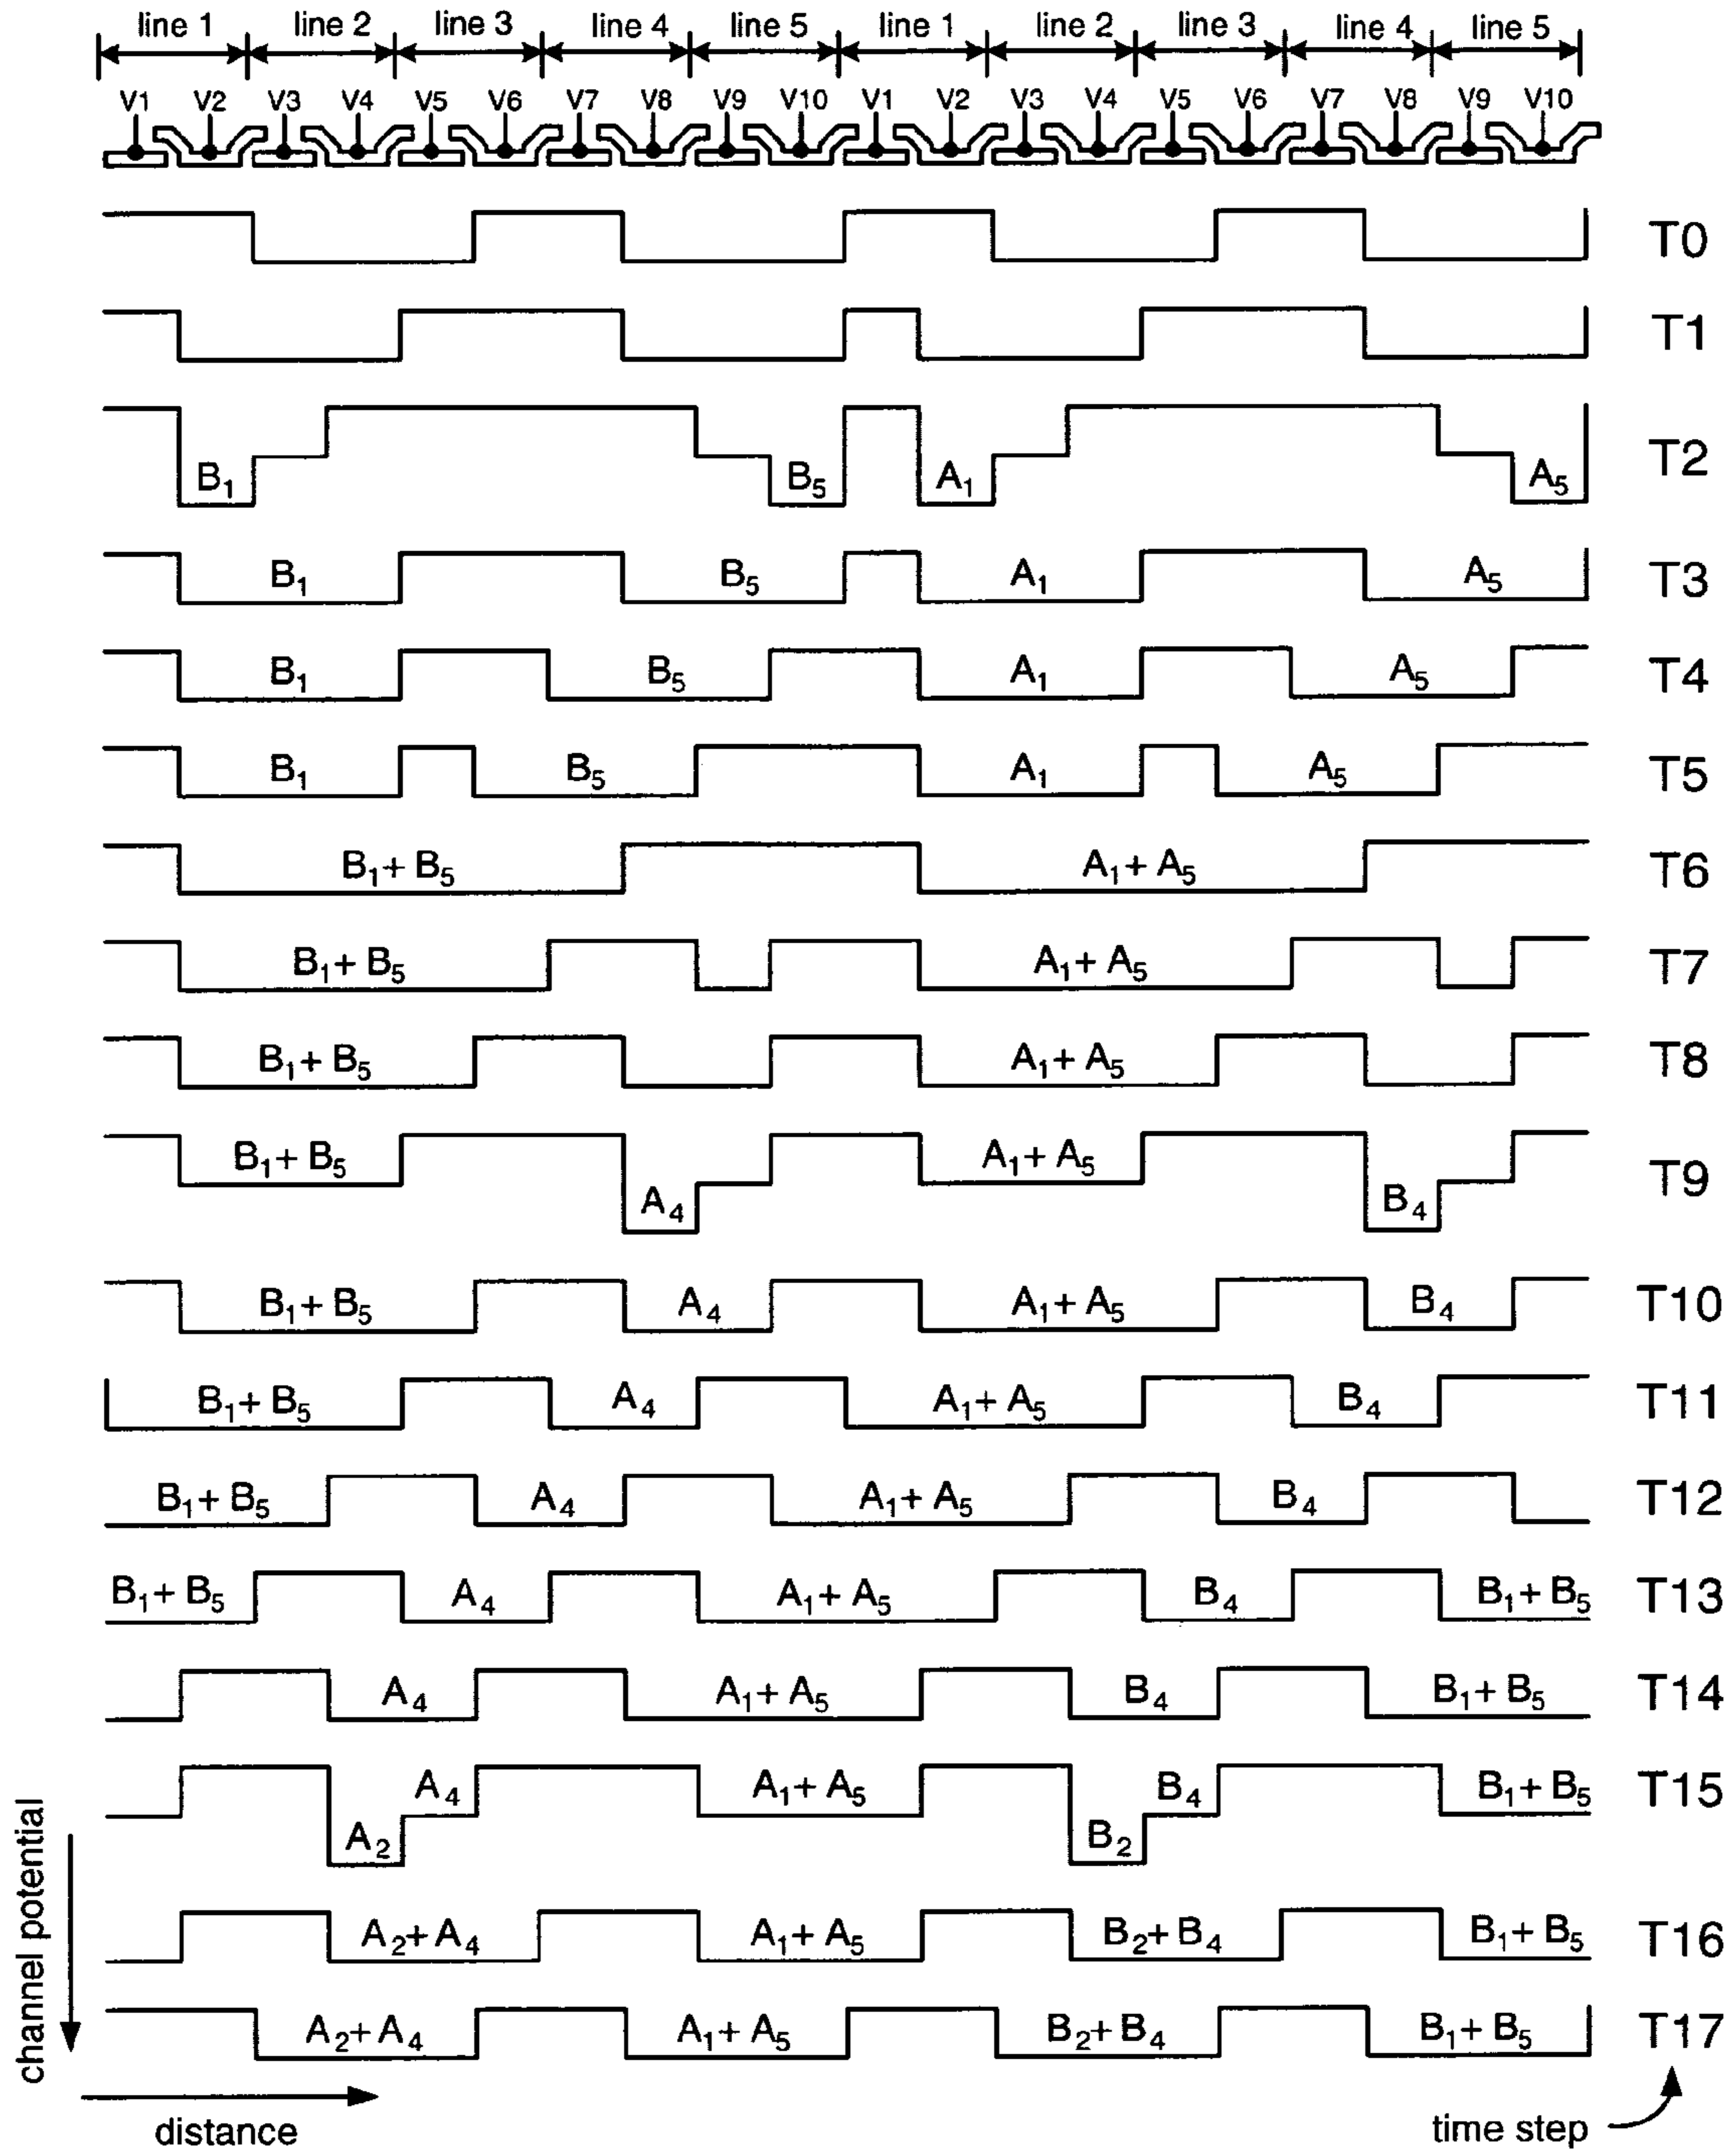 line 1 line 2 line 3 line 4 line 5 line 1 line 2 line 3 line 4 line 5
V1 V2 V3 V4 V5 V6 V7 V8 V9 V10 V1 V2 V3 V4 V5 V6 V7 V8 V9 V10
T0
T1
B1 B5 A1 A5 T2
B1 B5 A1 A5 T3
B1 B5 A1 A5 T4
B1 B5 A1 A5 T5
B1+ B5 A1+ A5 T6
B1+ B5 A1+ A5 T7
B1+ B5 A1+ A5 T8
B1+ B5 A4 A1+ A5 B4 T9
B1+ B5 A4 A1+ A5 B4 T10
B1+ B5 A4 A1+ A5 B4 T11
B1+ B5 A4 A1+ A5 B4 T12
B1+ B5 A4 A1+ A5 B4 B1+ B5 T13
A4 A1+ A5 B4 B1+ B5 T14
A2 A4 A1+ A5 B2 B4 B1+ B5 T15
A2+ A4 A1+ A5 B2+ B4 B1+ B5 T16
A2+ A4 A1+ A5 B2+ B4 B1+ B5 T17
channel potential
distance
time step